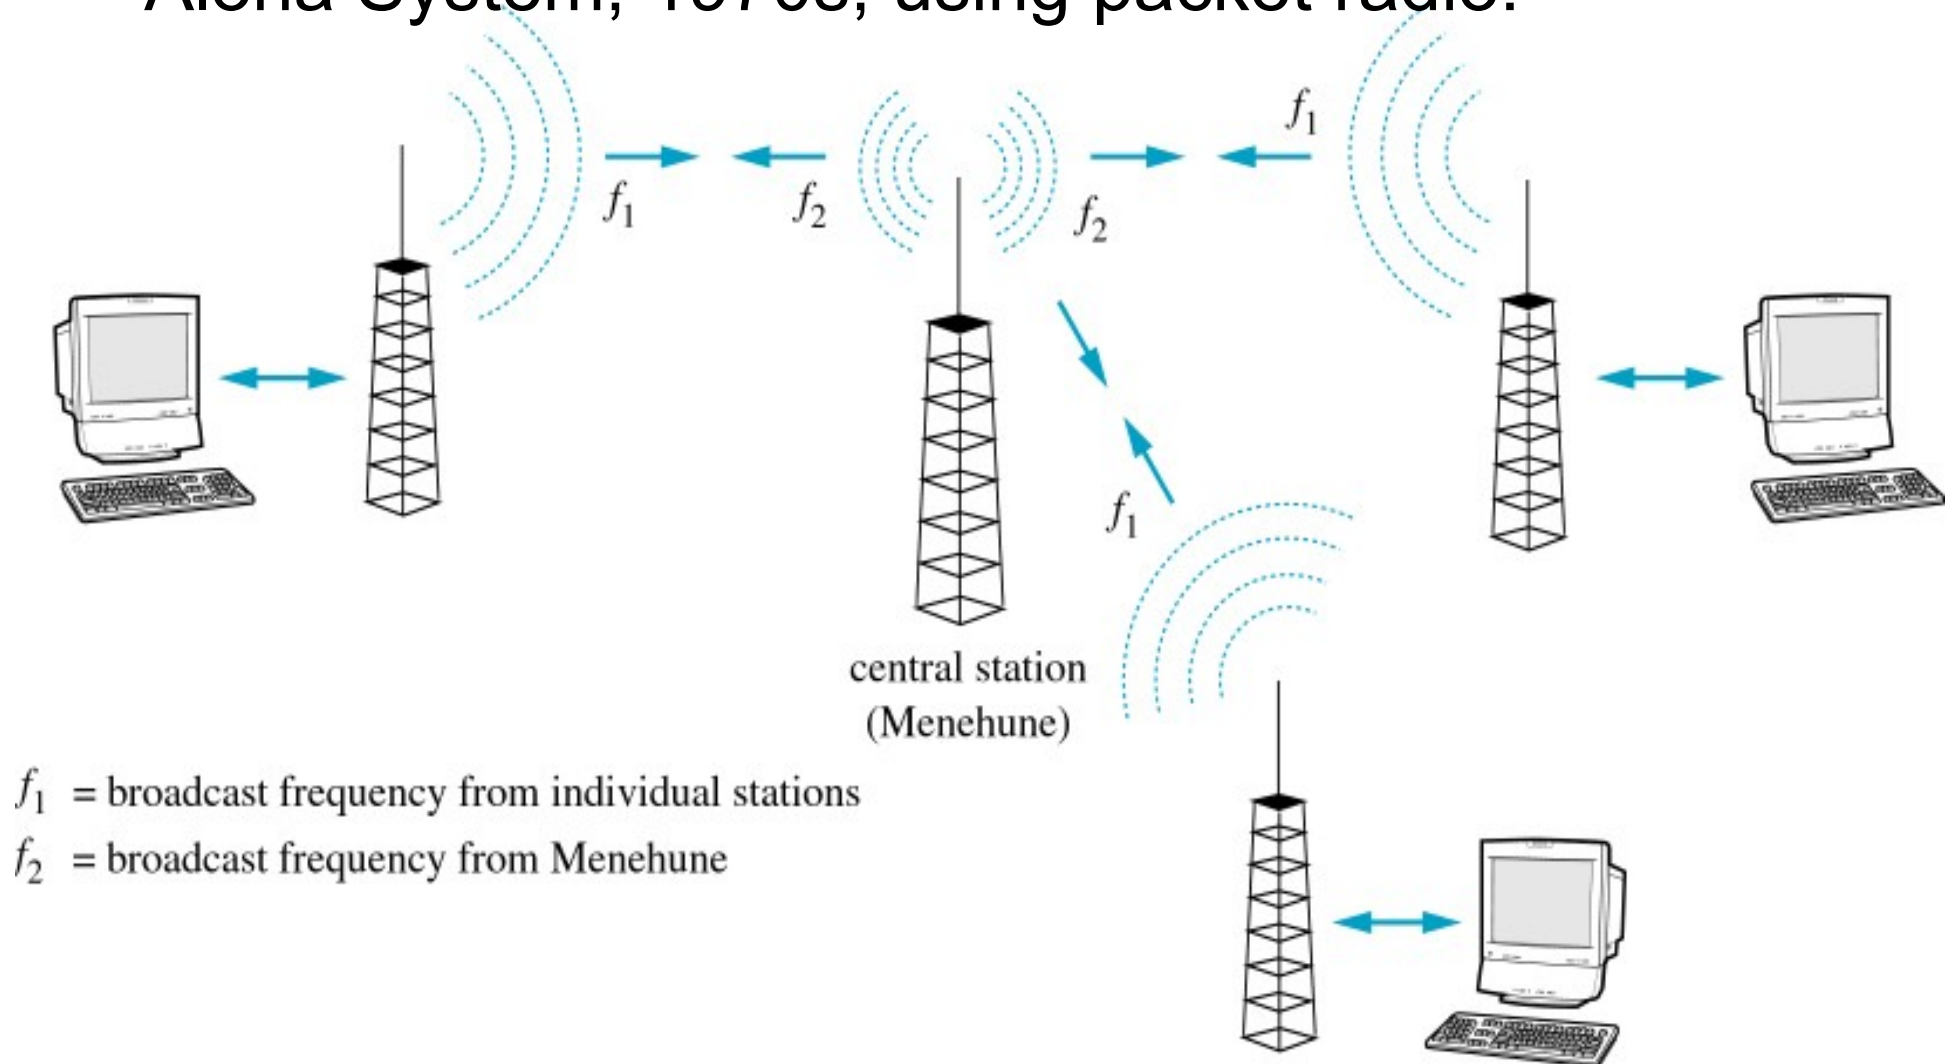 Aloha System, 1970s, using packet radio.
f1
f1
f2
f2
f1
central station
(Menehune)
f1 = broadcast frequency from individual stations
f2 = broadcast frequency from Menehune